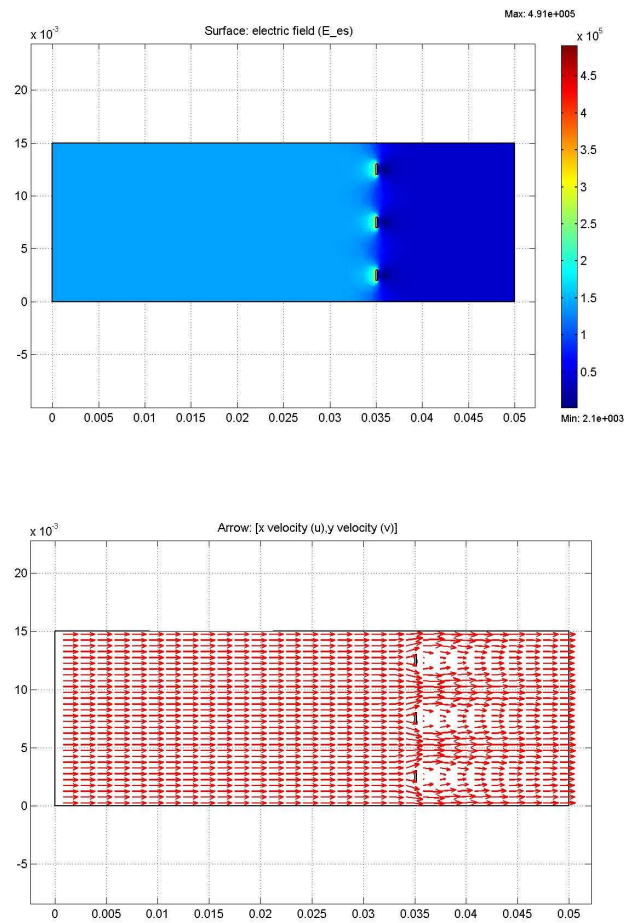 Max: 4.91e+005
x 10⁻³
Surface: electric field (E_es)
x 10⁵
20
15
10
5
0
-5
0 0.005 0.01 0.015 0.02 0.025 0.03 0.035 0.04 0.045 0.05
4.5
4
3.5
3
2.5
2
1.5
1
0.5
Min: 2.1e+003
x 10⁻³
Arrow: [x velocity (u),y velocity (v)]
20
15
10
5
0
-5
0 0.005 0.01 0.015 0.02 0.025 0.03 0.035 0.04 0.045 0.05